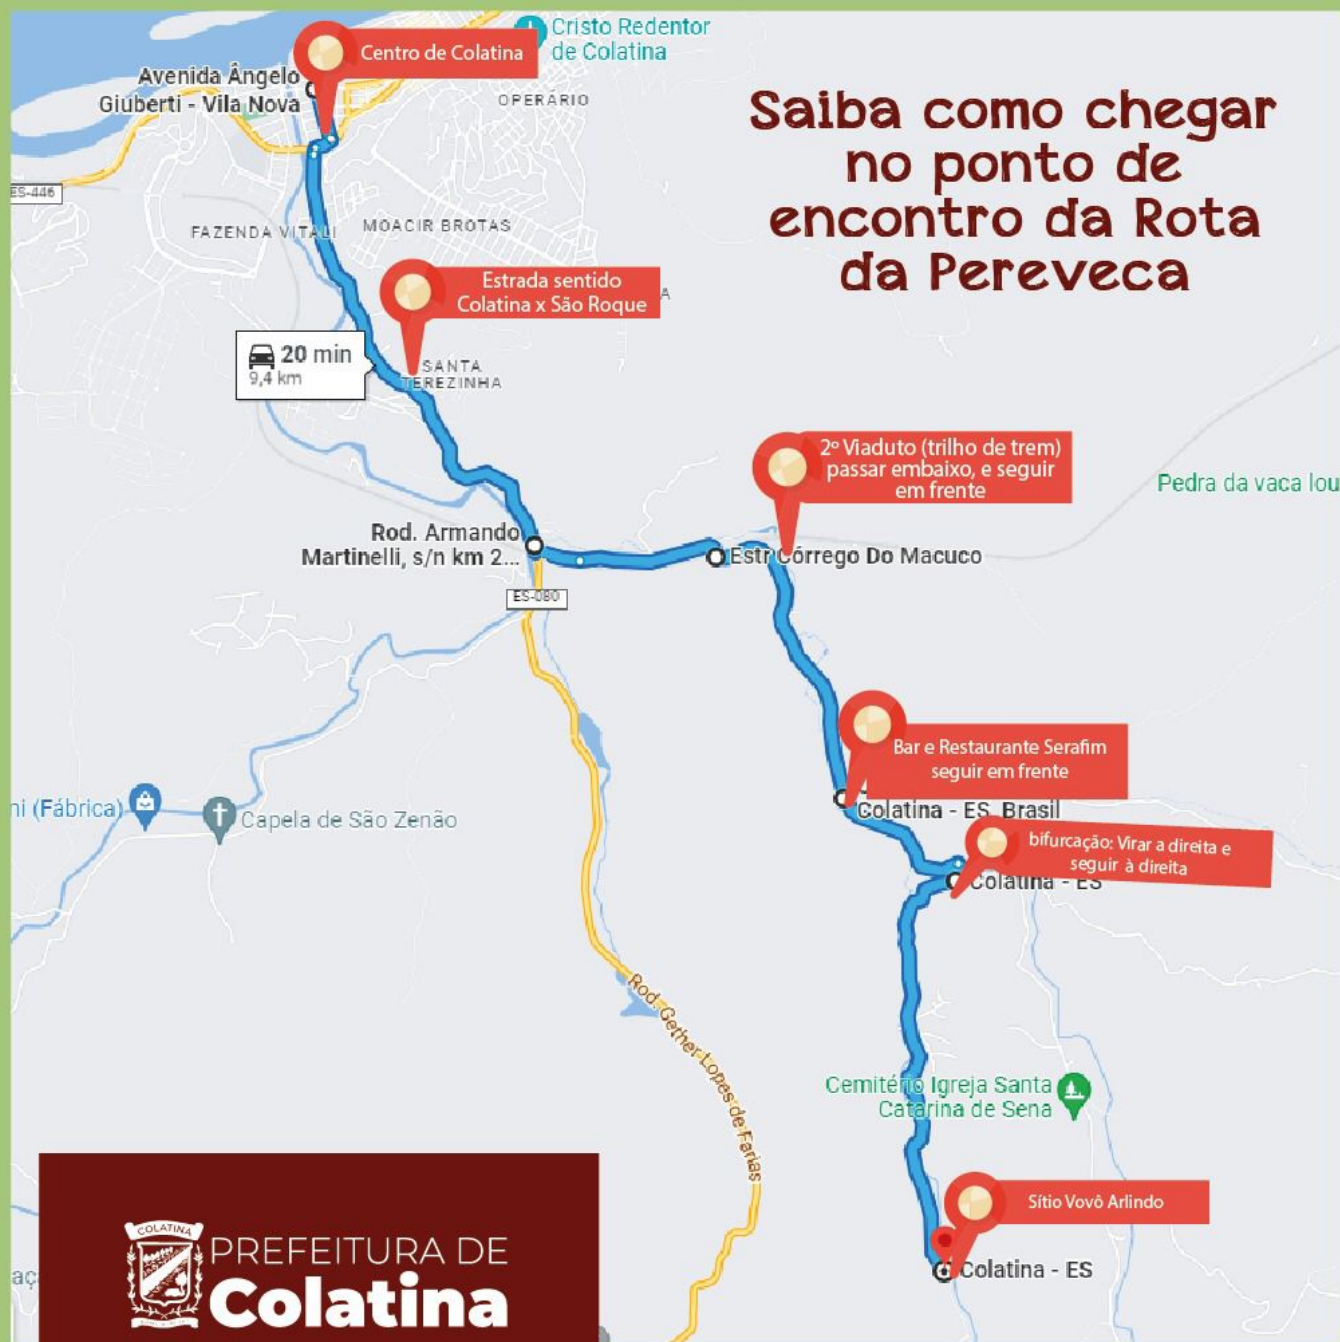 Saiba como chegar
no ponto de
encontro da Rota
da Pereveca
Cristo Redentor
de Colatina
Centro de Colatina
Avenida Ângelo
Giuberti - Vila Nova
OPERÁRIO
ES-446
FAZENDA VITALI
MOACIR BROTAS
Estrada sentido
Colatina x São Roque
A
20 min
9,4 km
SANTA
TEREZINHA
2º Viaduto (trilho de trem)
passar embaixo, e seguir
em frente
Pedra da vaca lou
Rod. Armando
Martinelli, s/n km 2...
Estr Córrego Do Macuco
ES-080
Bar e Restaurante Serafim
seguir em frente
Colatina - ES, Brasil
ni (Fábrica)
Capela de São Zenão
bifurcação: Virar a direita e
seguir à direita
Colatina - ES
Rod. Gether Lopes de Farias
Cemitério Igreja Santa
Catarina de Sena
Sítio Vovô Arlindo
Colatina - ES
COLATINA
PREFEITURA DE
Colatina